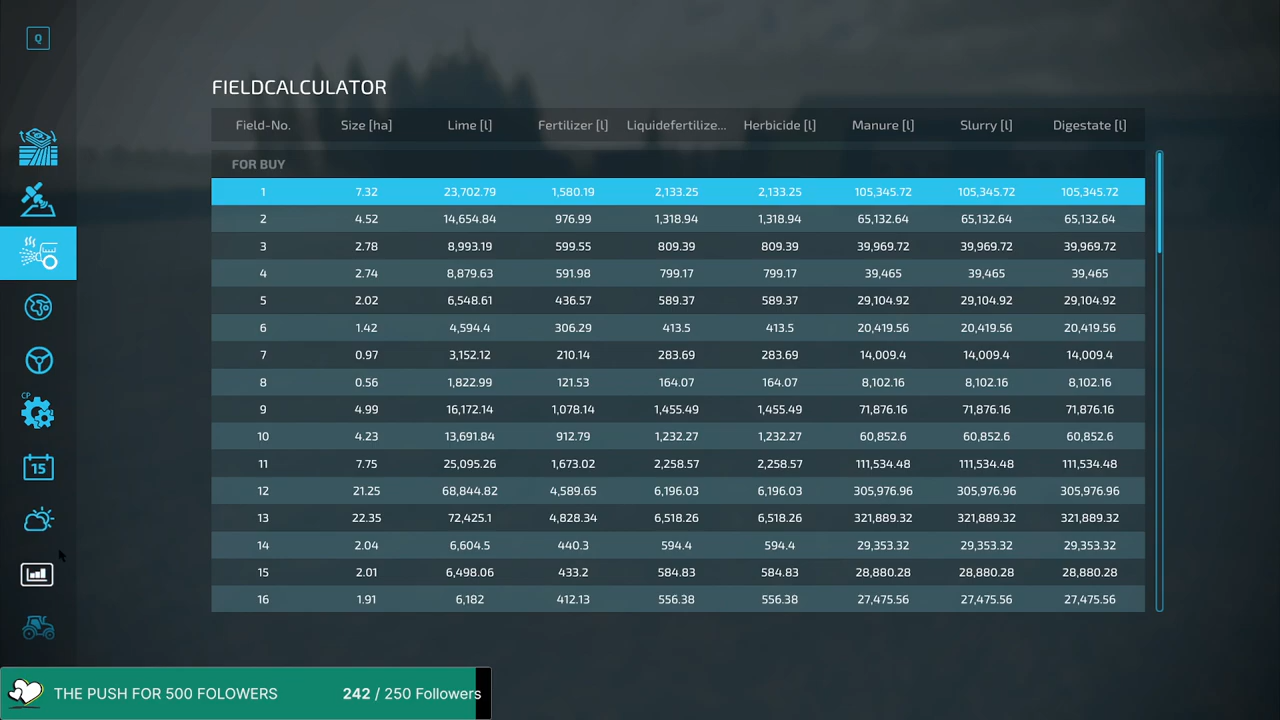 Q
FIELDCALCULATOR
Field-No. Size [ha] Lime [l] Fertilizer [l] Liquidefertilize... Herbicide [l] Manure [l] Slurry [l] Digestate [l]
FOR BUY
1 7.32 23,702.79 1,580.19 2,133.25 2,133.25 105,345.72 105,345.72 105,345.72
2 4.52 14,654.84 976.99 1,318.94 1,318.94 65,132.64 65,132.64 65,132.64
3 2.78 8,993.19 599.55 809.39 809.39 39,969.72 39,969.72 39,969.72
4 2.74 8,879.63 591.98 799.17 799.17 39,465 39,465 39,465
5 2.02 6,548.61 436.57 589.37 589.37 29,104.92 29,104.92 29,104.92
6 1.42 4,594.4 306.29 413.5 413.5 20,419.56 20,419.56 20,419.56
7 0.97 3,152.12 210.14 283.69 283.69 14,009.4 14,009.4 14,009.4
8 0.56 1,822.99 121.53 164.07 164.07 8,102.16 8,102.16 8,102.16
9 4.99 16,172.14 1,078.14 1,455.49 1,455.49 71,876.16 71,876.16 71,876.16
CP
10 4.23 13,691.84 912.79 1,232.27 1,232.27 60,852.6 60,852.6 60,852.6
11 7.75 25,095.26 1,673.02 2,258.57 2,258.57 111,534.48 111,534.48 111,534.48
15
12 21.25 68,844.82 4,589.65 6,196.03 6,196.03 305,976.96 305,976.96 305,976.96
13 22.35 72,425.1 4,828.34 6,518.26 6,518.26 321,889.32 321,889.32 321,889.32
14 2.04 6,604.5 440.3 594.4 594.4 29,353.32 29,353.32 29,353.32
15 2.01 6,498.06 433.2 584.83 584.83 28,880.28 28,880.28 28,880.28
16 1.91 6,182 412.13 556.38 556.38 27,475.56 27,475.56 27,475.56
THE PUSH FOR 500 FOLOWERS 242 / 250 Followers